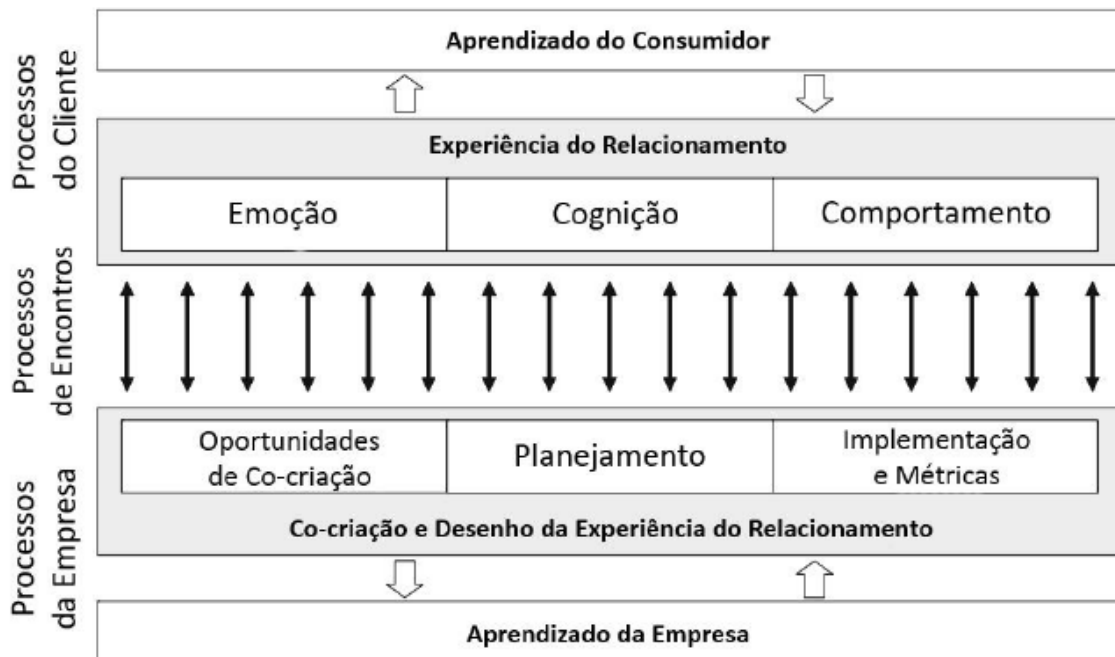 Processos
do Cliente
Aprendizado do Consumidor
Experiência do Relacionamento
Emoção
Cognição
Comportamento
Processos
de Encontros
Processos
da Empresa
Oportunidades
de Co-criação
Planejamento
Implementação
e Métricas
Co-criação e Desenho da Experiência do Relacionamento
Aprendizado da Empresa